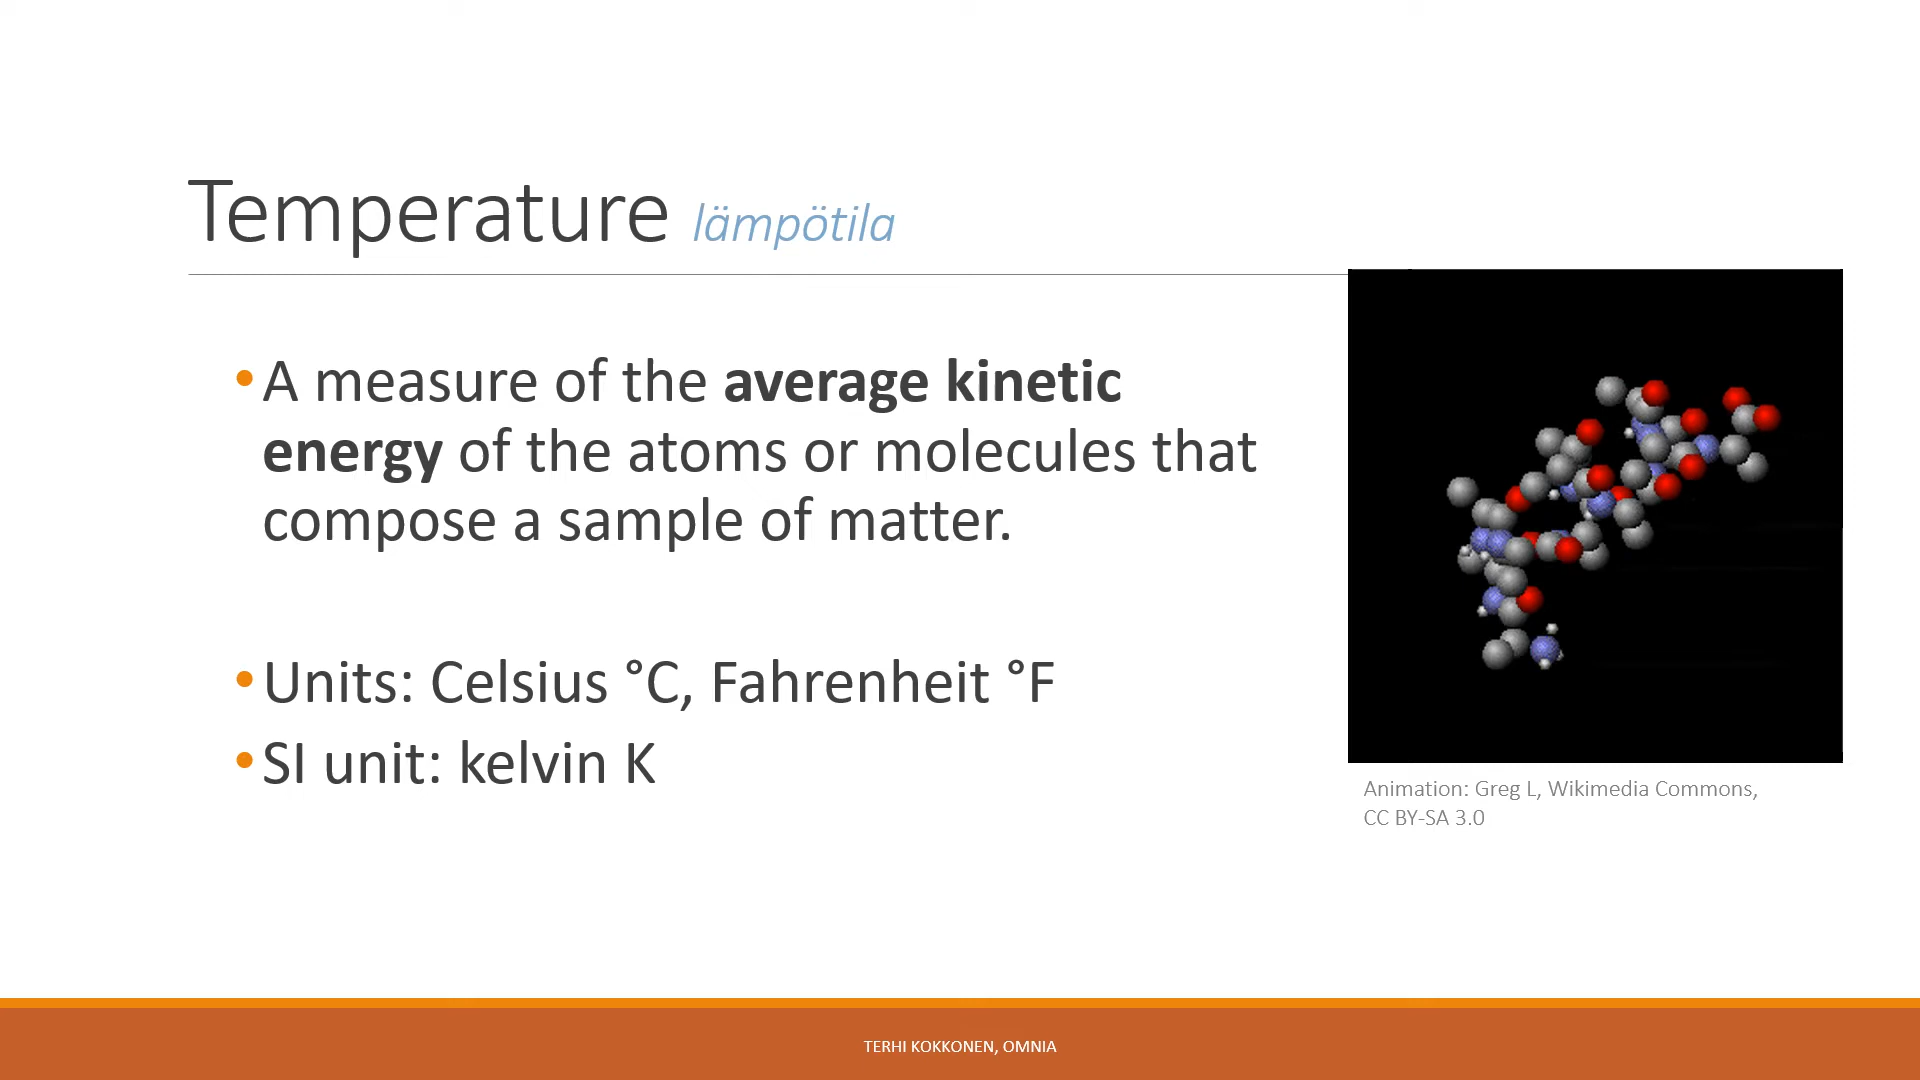 Temperature lämpötila
•A measure of the average kinetic
energy of the atoms or molecules that
compose a sample of matter.
•Units: Celsius °C, Fahrenheit °F
•SI unit: kelvin K
Animation: Greg L, Wikimedia Commons,
CC BY-SA 3.0
TERHI KOKKONEN, OMNIA